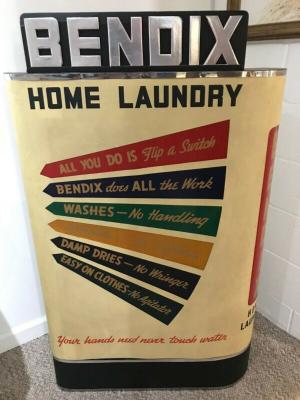 BENDIX
HOME LAUNDRY
ALL YOU DO IS Flip a Switch
BENDIX does ALL the Work
WASHES - No Handling
DAMP DRIES - No Wringer
EASY ON CLOTHES - No Agitator
Your hands need never touch water
H
LA